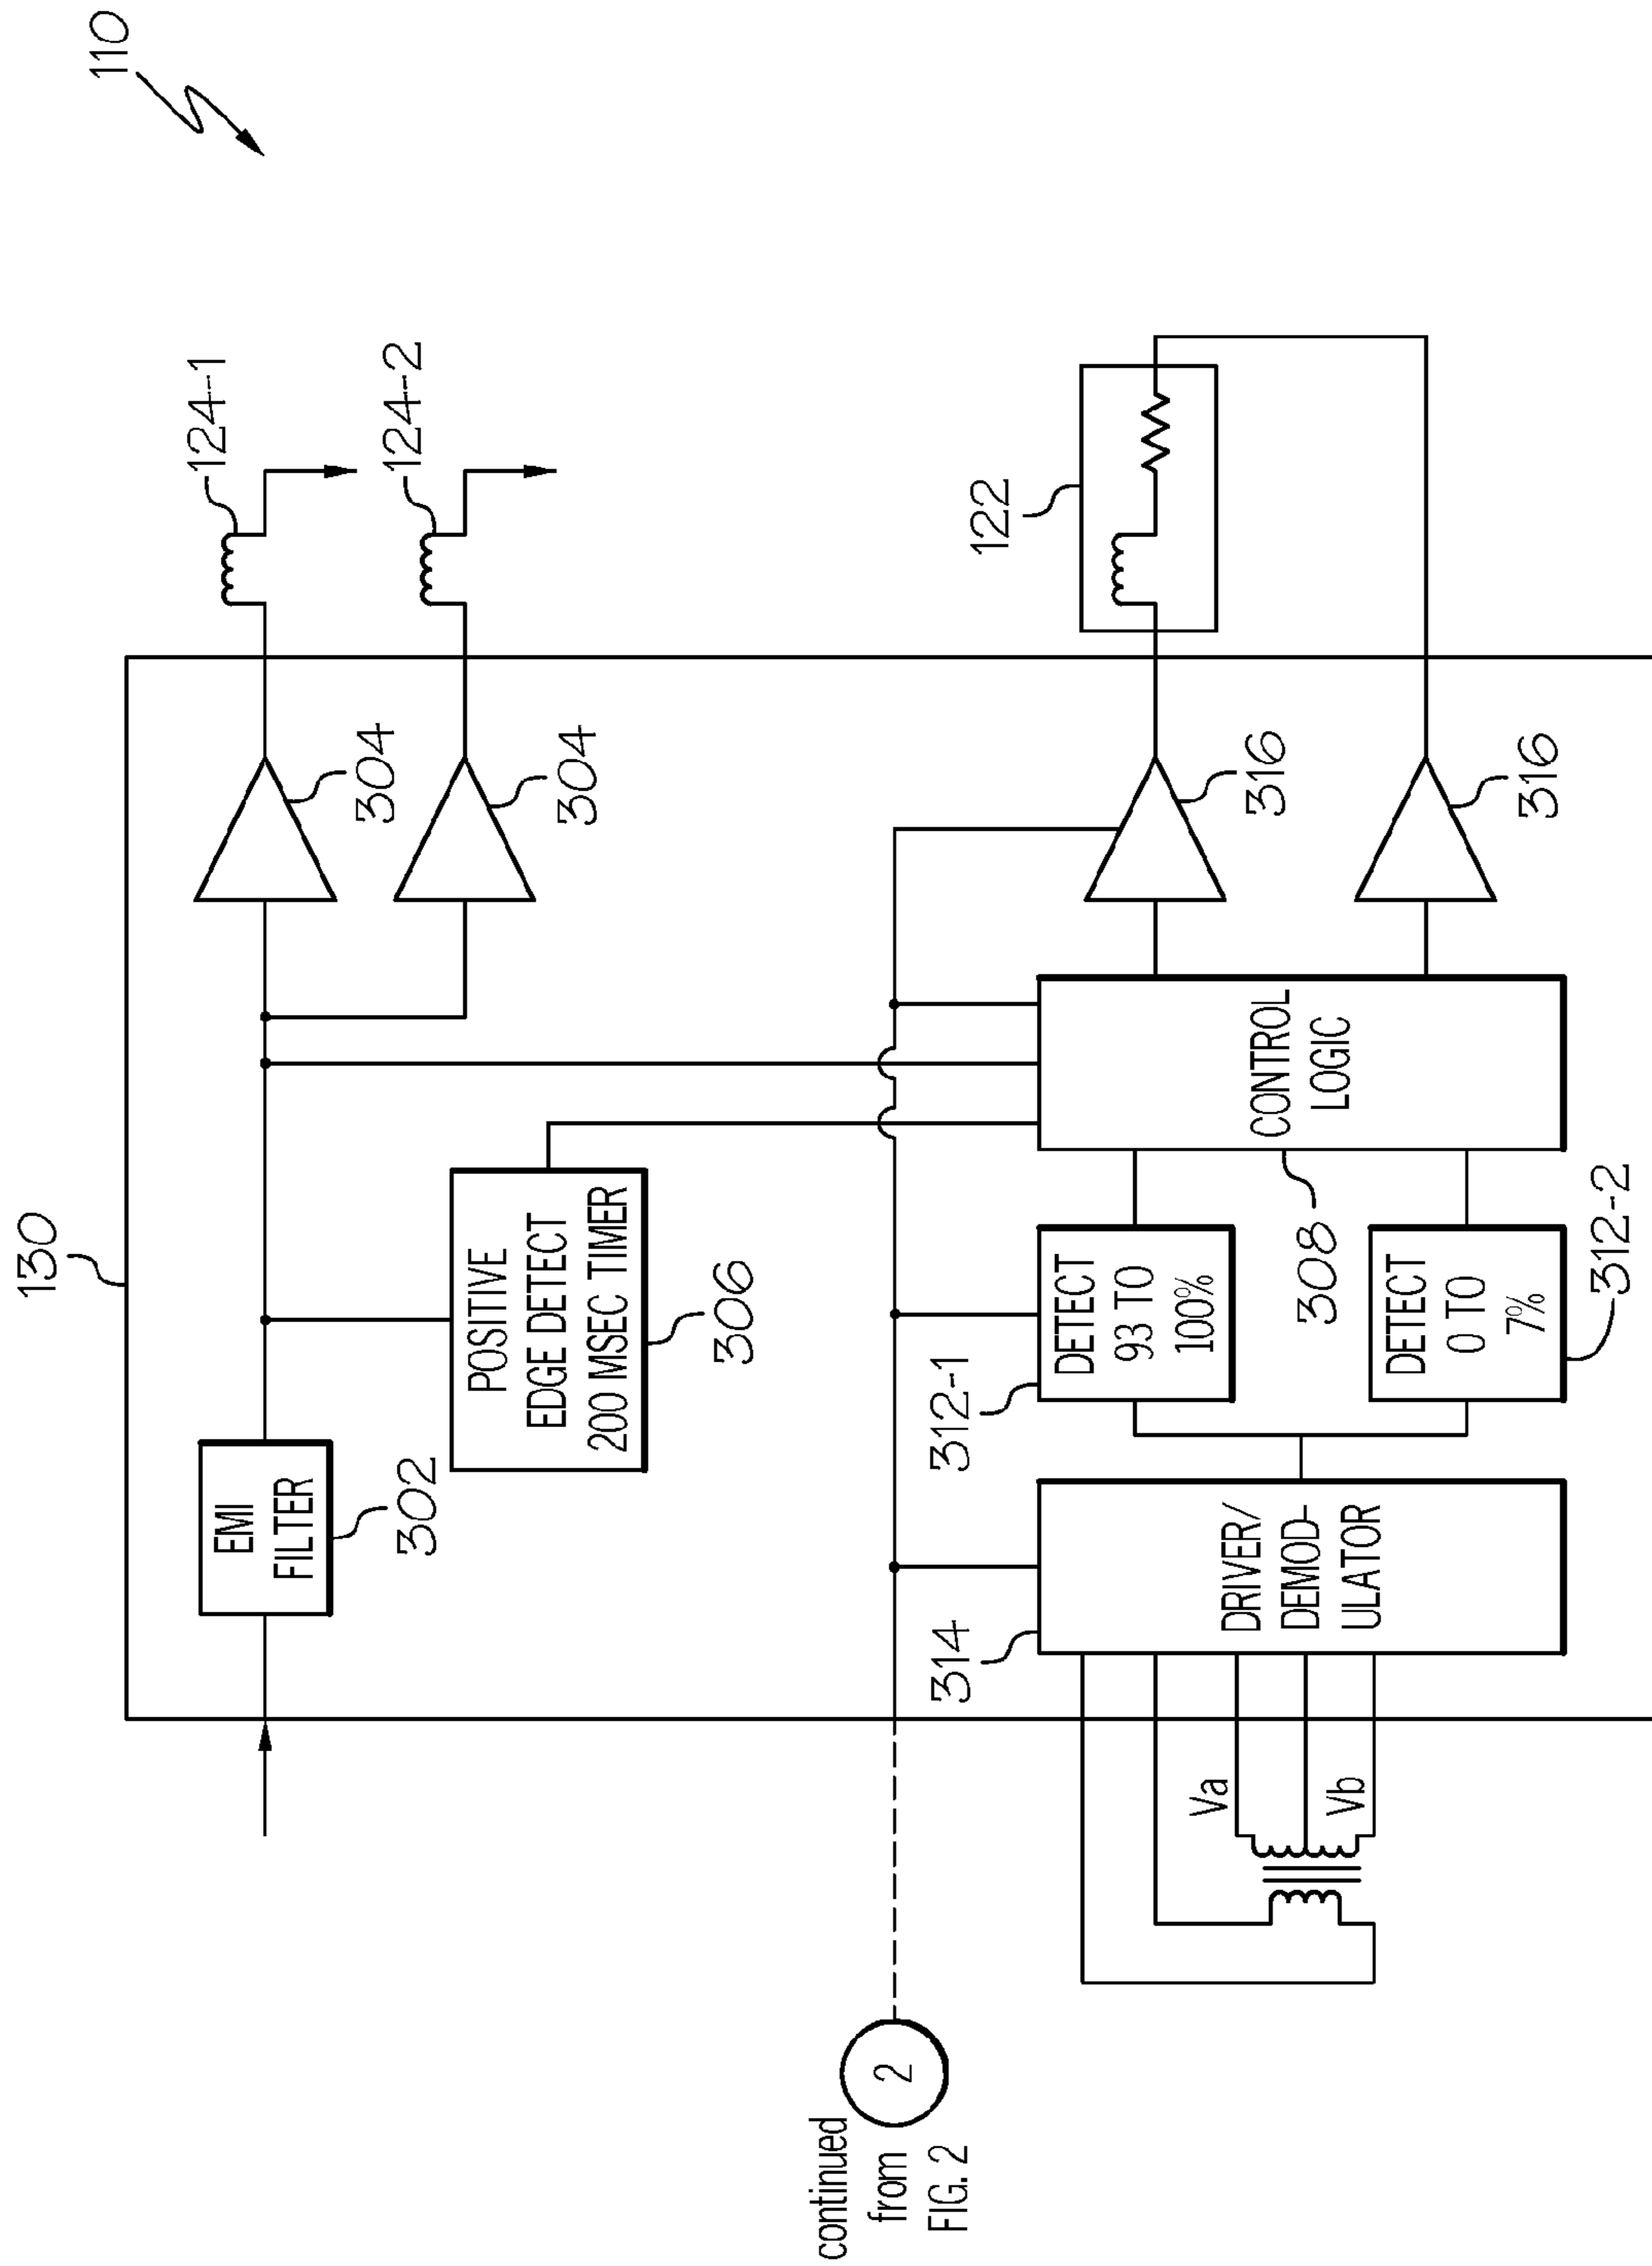 110
130
124-1
124-2
304
304
EMI
FILTER
302
POSITIVE
EDGE DETECT
200 MSEC TIMER
306
122
continued
from
FIG. 2
2
314
312-1
316
316
Va
Vb
DRIVER/
DEMOD-
ULATOR
DETECT
93 TO
100%
DETECT
0 TO
7%
308
312-2
CONTROL
LOGIC